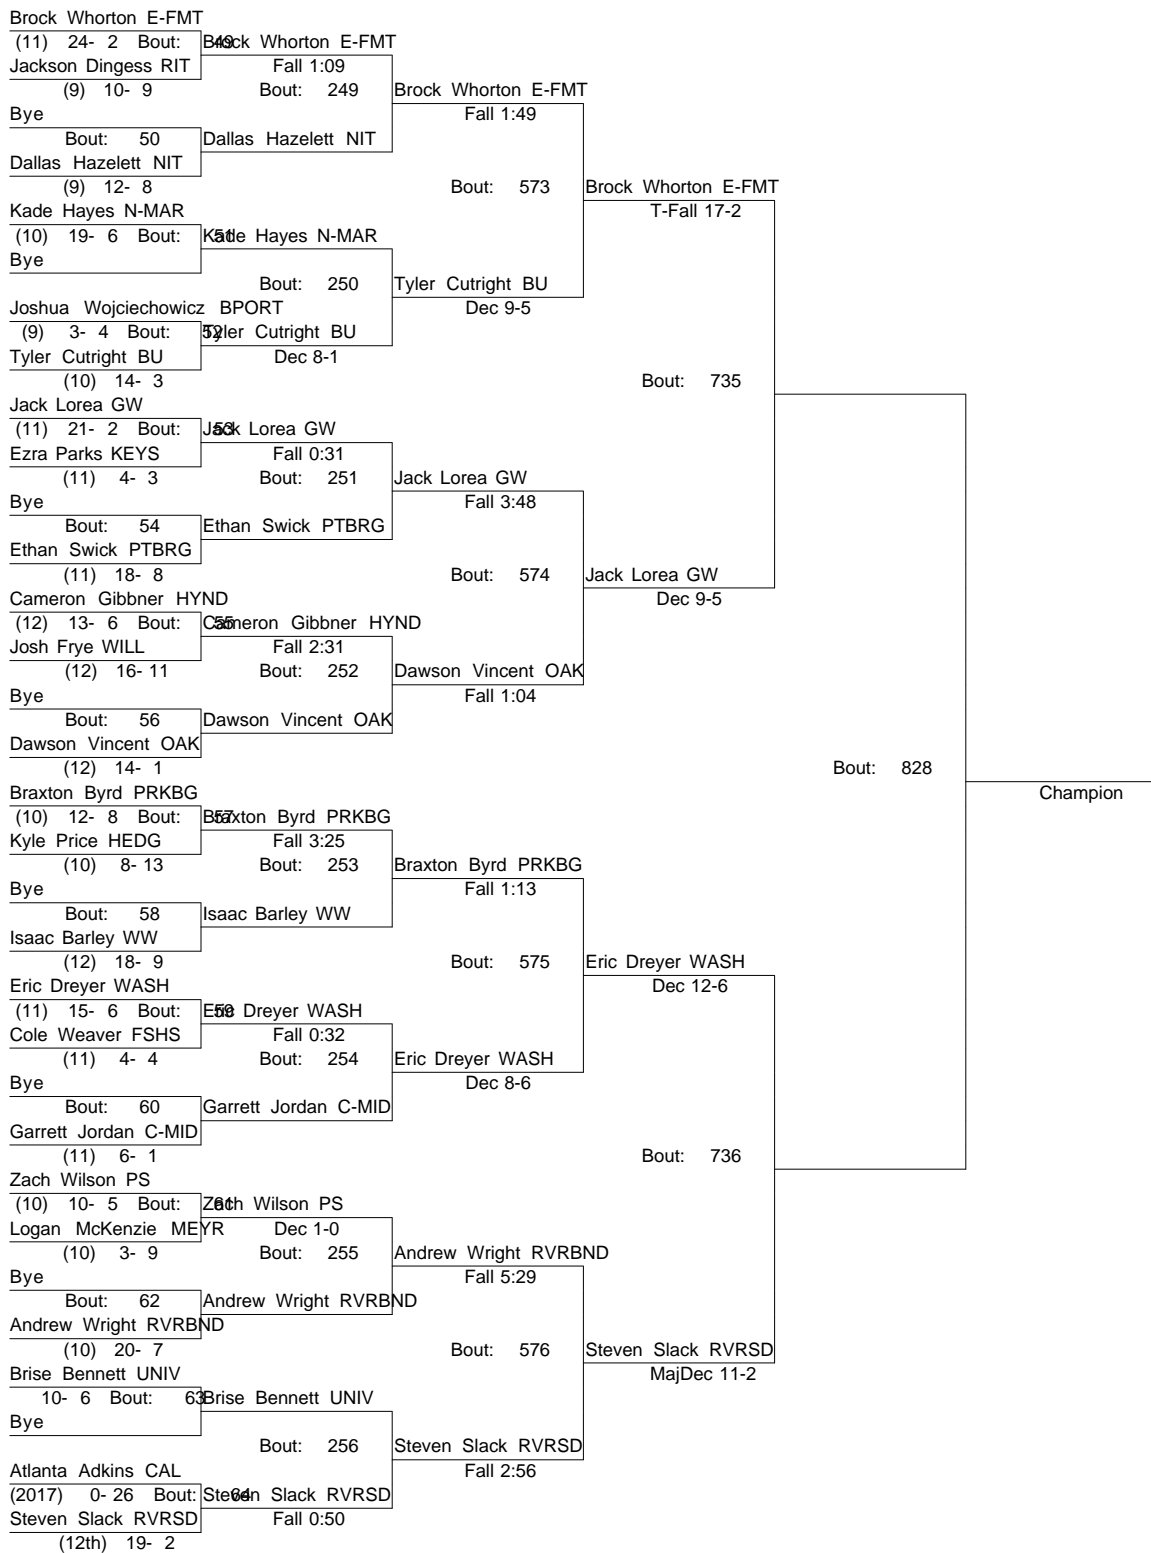 Brock Whorton E-FMT
(11) 24- 2 Bout: 49
Brock Whorton E-FMT
Jackson Dingess RIT
Fall 1:09
(9) 10- 9
Bout: 249
Brock Whorton E-FMT
Bye
Fall 1:49
Bout: 50
Dallas Hazelett NIT
Dallas Hazelett NIT
(9) 12- 8
Bout: 573
Brock Whorton E-FMT
Kade Hayes N-MAR
T-Fall 17-2
(10) 19- 6 Bout: 51
Kade Hayes N-MAR
Bye
Bout: 250
Tyler Cutright BU
Joshua Wojciechowicz BPORT
Dec 9-5
(9) 3- 4 Bout: 52
Tyler Cutright BU
Tyler Cutright BU
Dec 8-1
(10) 14- 3
Bout: 735
Jack Lorea GW
(11) 21- 2 Bout: 53
Jack Lorea GW
Ezra Parks KEYS
Fall 0:31
(11) 4- 3
Bout: 251
Jack Lorea GW
Bye
Fall 3:48
Bout: 54
Ethan Swick PTBRG
Ethan Swick PTBRG
(11) 18- 8
Bout: 574
Jack Lorea GW
Cameron Gibbner HYND
Dec 9-5
(12) 13- 6 Bout: 55
Cameron Gibbner HYND
Josh Frye WILL
Fall 2:31
(12) 16- 11
Bout: 252
Dawson Vincent OAK
Bye
Fall 1:04
Bout: 56
Dawson Vincent OAK
Dawson Vincent OAK
(12) 14- 1
Bout: 828
Champion
Braxton Byrd PRKBG
(10) 12- 8 Bout: 57
Braxton Byrd PRKBG
Kyle Price HEDG
Fall 3:25
(10) 8- 13
Bout: 253
Braxton Byrd PRKBG
Bye
Fall 1:13
Bout: 58
Isaac Barley WW
Isaac Barley WW
(12) 18- 9
Bout: 575
Eric Dreyer WASH
Eric Dreyer WASH
Dec 12-6
(11) 15- 6 Bout: 59
Eric Dreyer WASH
Cole Weaver FSHS
Fall 0:32
(11) 4- 4
Bout: 254
Eric Dreyer WASH
Bye
Dec 8-6
Bout: 60
Garrett Jordan C-MID
Garrett Jordan C-MID
(11) 6- 1
Bout: 736
Zach Wilson PS
(10) 10- 5 Bout: 61
Zach Wilson PS
Logan McKenzie MEYR
Dec 1-0
(10) 3- 9
Bout: 255
Andrew Wright RVRBND
Bye
Fall 5:29
Bout: 62
Andrew Wright RVRBND
Andrew Wright RVRBND
(10) 20- 7
Bout: 576
Steven Slack RVRSD
Brise Bennett UNIV
MajDec 11-2
10- 6 Bout: 63
Brise Bennett UNIV
Bye
Bout: 256
Steven Slack RVRSD
Atlanta Adkins CAL
Fall 2:56
(2017) 0- 26 Bout: 64
Steven Slack RVRSD
Steven Slack RVRSD
Fall 0:50
(12th) 19- 2